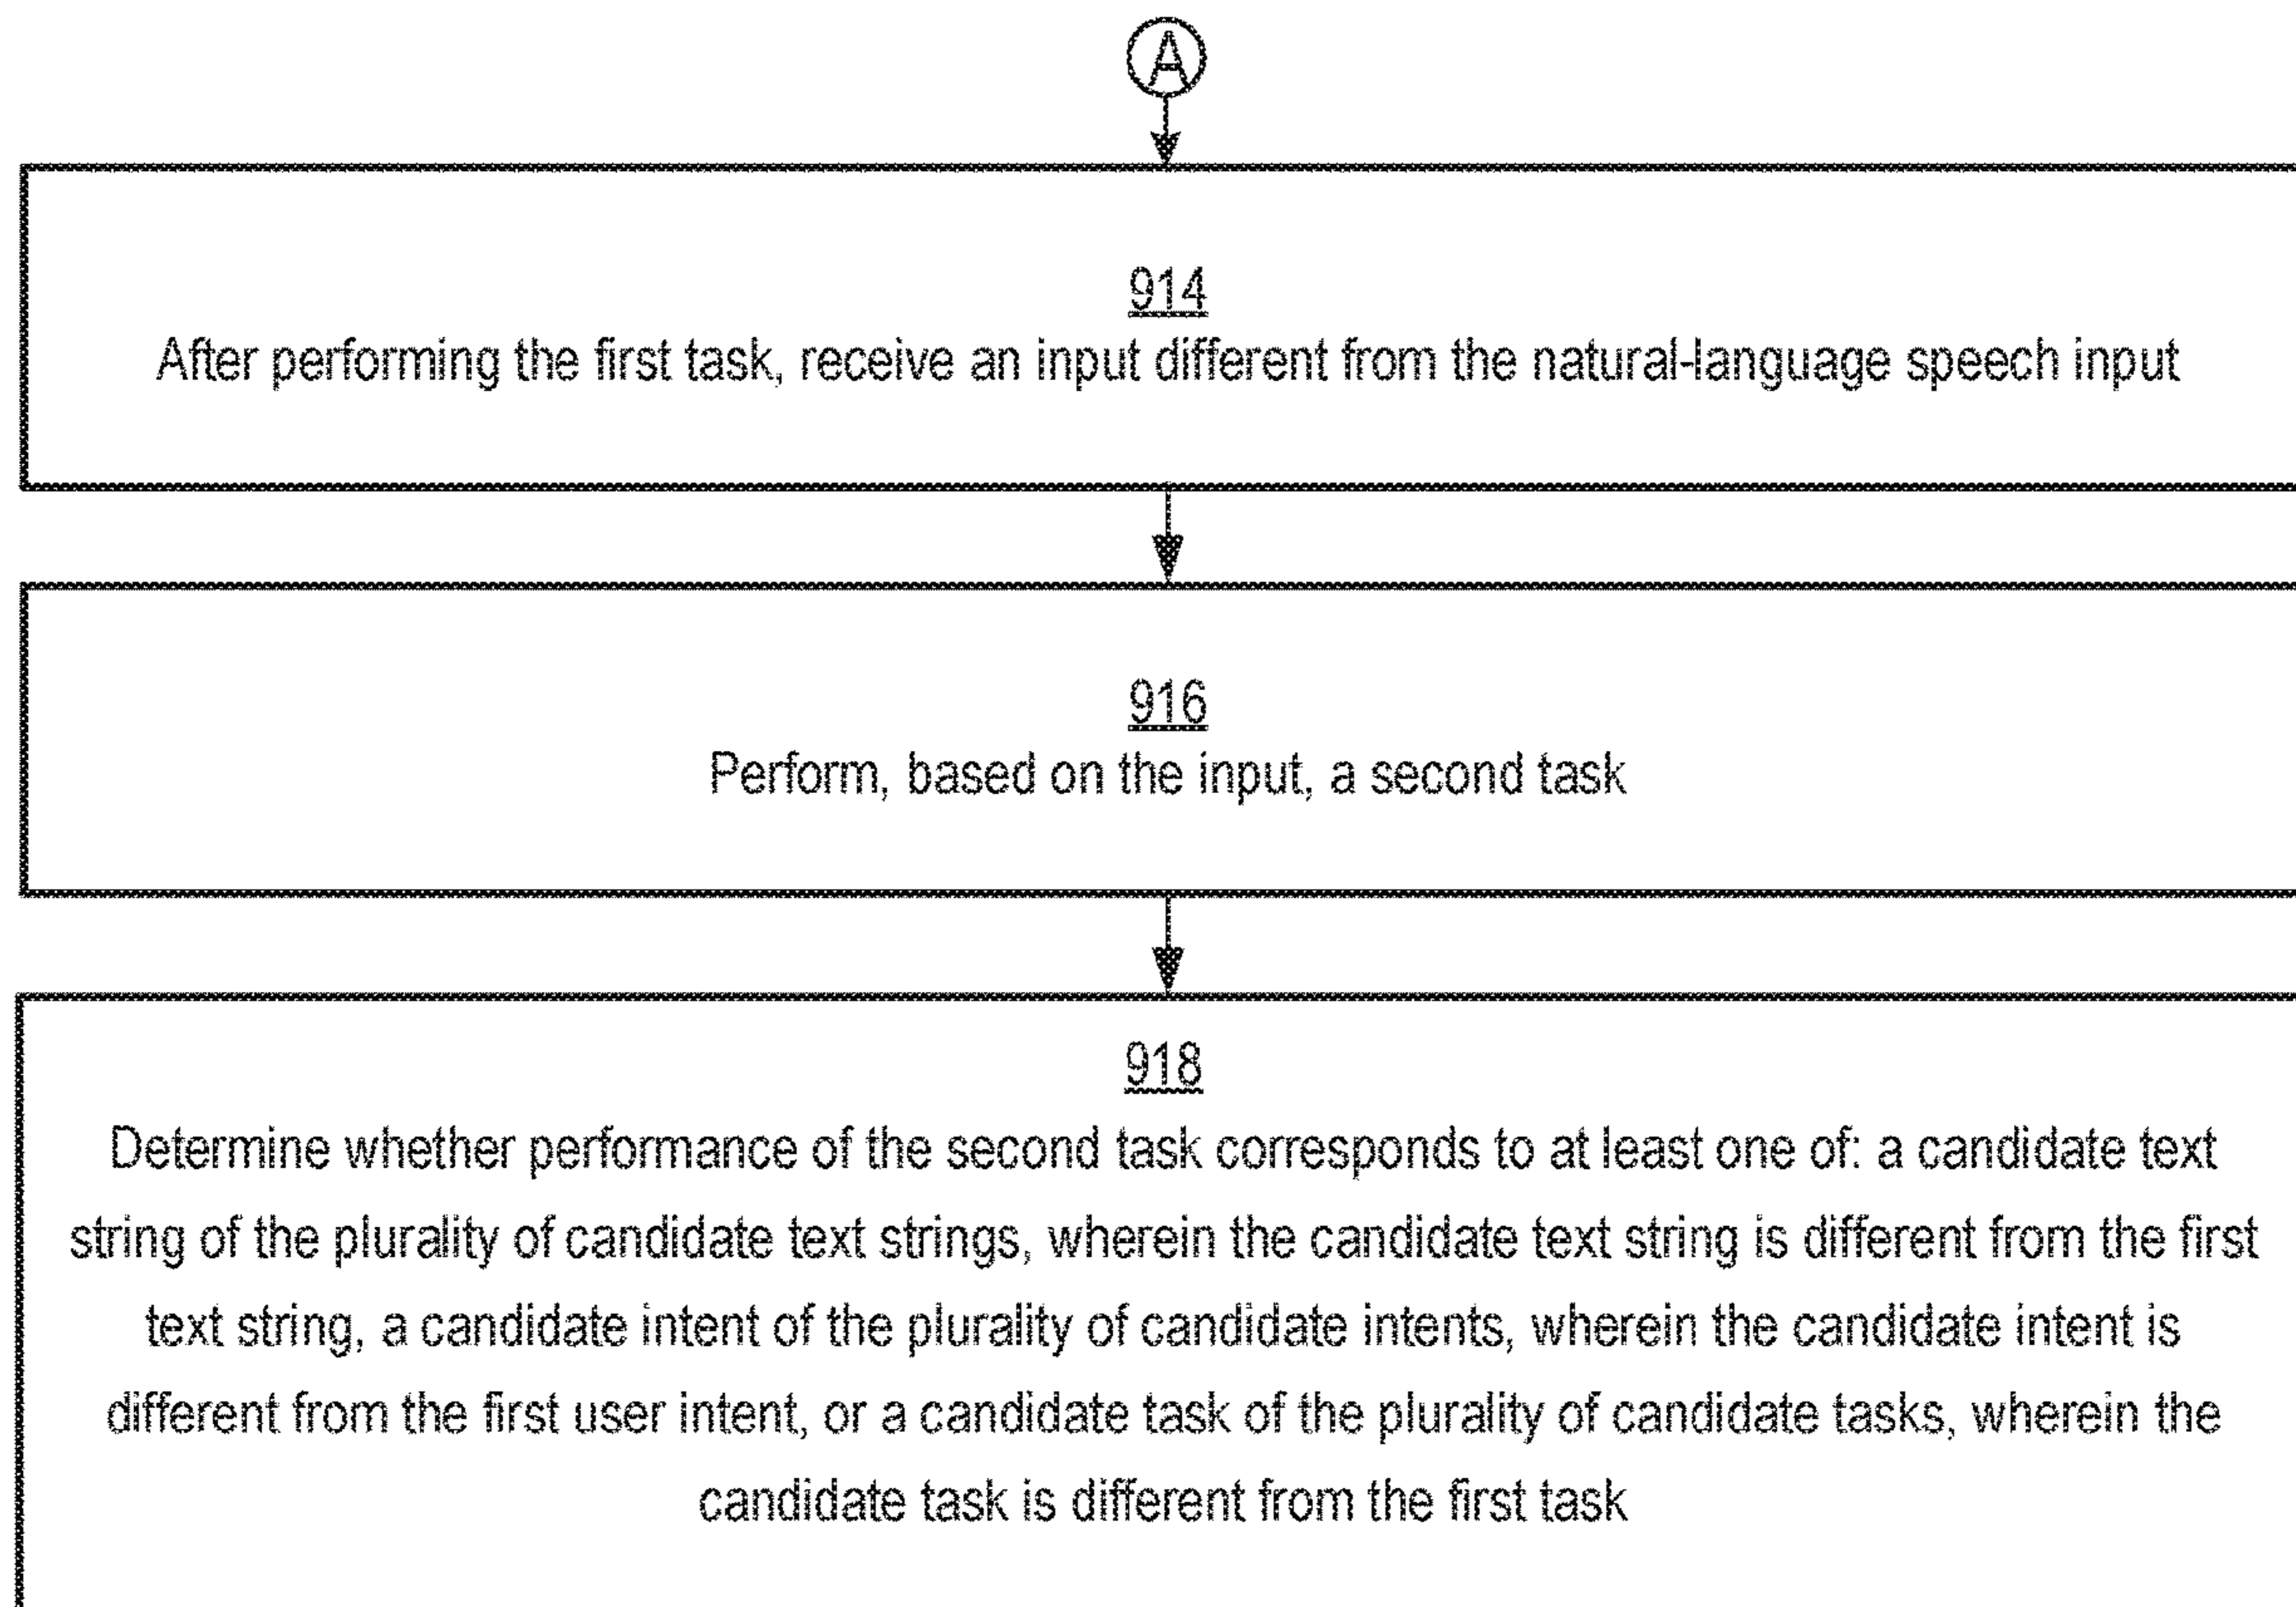 A
914
After performing the first task, receive an input different from the natural-language speech input
916
Perform, based on the input, a second task
918
Determine whether performance of the second task corresponds to at least one of: a candidate text
string of the plurality of candidate text strings, wherein the candidate text string is different from the first
text string, a candidate intent of the plurality of candidate intents, wherein the candidate intent is
different from the first user intent, or a candidate task of the plurality of candidate tasks, wherein the
candidate task is different from the first task